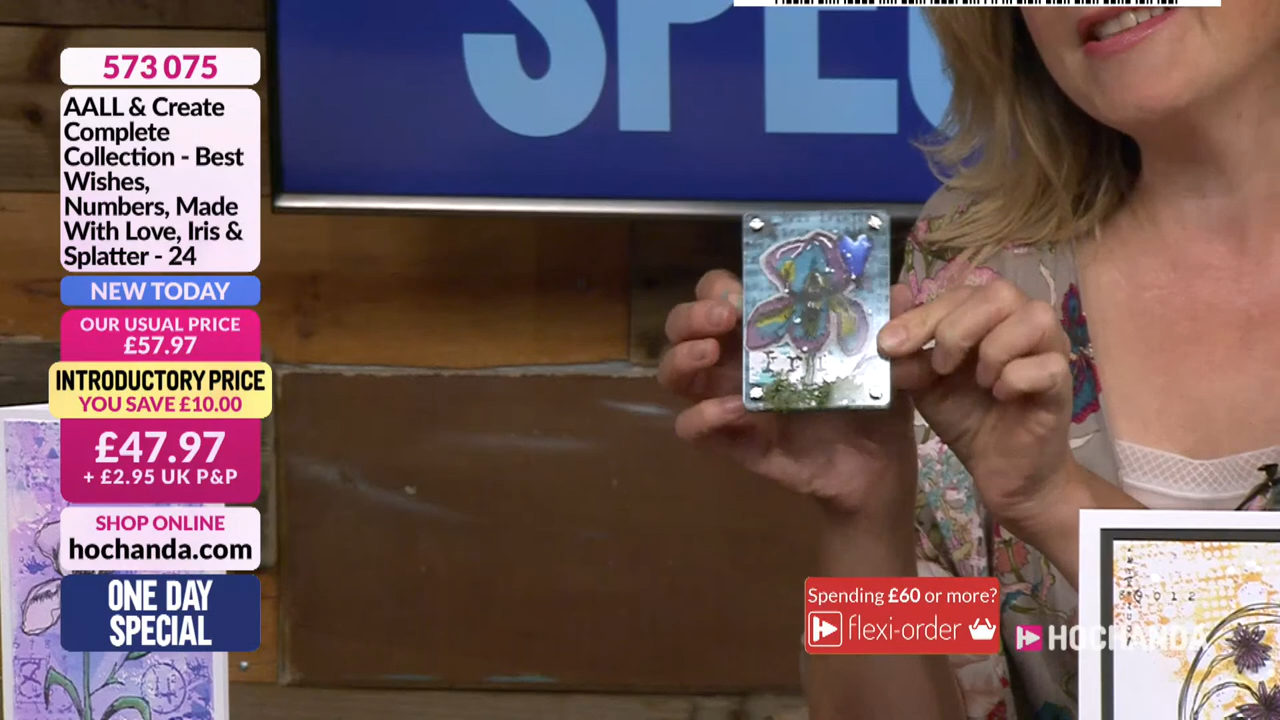 573 075
AALL & Create
Complete
Collection - Best
Wishes,
Numbers, Made
With Love, Iris &
Splatter - 24
NEW TODAY
OUR USUAL PRICE
£57.97
INTRODUCTORY PRICE
YOU SAVE £10.00
£47.97
+ £2.95 UK P&P
SHOP ONLINE
hochanda.com
ONE DAY
SPECIAL
SPE
Spending £60 or more?
flexi-order
HOCHANDA